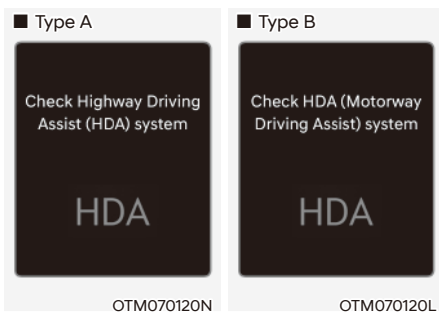 ■ Type A
Check Highway Driving
Assist (HDA) system
HDA
OTM070120N
■ Type B
Check HDA (Motorway
Driving Assist) system
HDA
OTM070120L